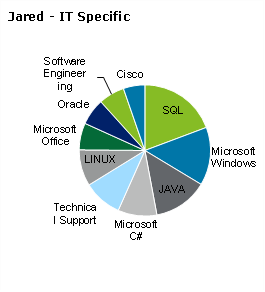 Jared - IT Specific
Software
Engineer
ing
Cisco
SQL
Oracle
Microsoft
Office
Microsoft
Windows
LINUX
JAVA
Technica
l Support
Microsoft
C#